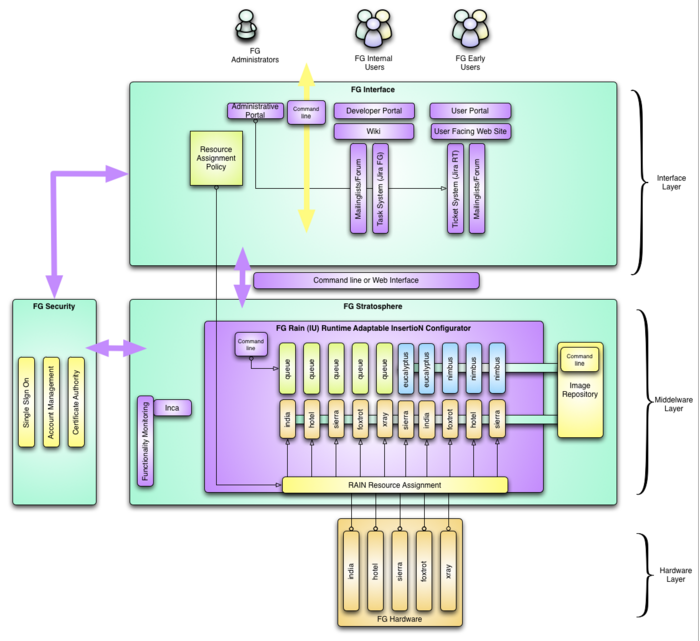 FG
Administrators
FG Internal
Users
FG Early
Users
FG Interface
Administrative
Portal
Command
line
Developer Portal
User Portal
Wiki
User Facing Web Site
Resource
Assignment
Policy
Mailinglists/Forum
Task System (Jira FG)
Ticket System (Jira RT)
Mailinglists/Forum
Interface
Layer
Command line or Web Interface
FG Security
Single Sign On
Account Management
Certificate Authority
FG Stratosphere
FG Rain (IU) Runtime Adaptable InsertioN Configurator
Command
line
queue
queue
queue
queue
queue
eucalyptus
eucalyptus
nimbus
nimbus
nimbus
Command
line
Image
Repository
india
hotel
sierra
foxtrot
xray
sierra
india
foxtrot
hotel
sierra
Functionality Monitoring
Inca
RAIN Resource Assignment
Middelware
Layer
india
hotel
sierra
foxtrot
xray
FG Hardware
Hardware
Layer